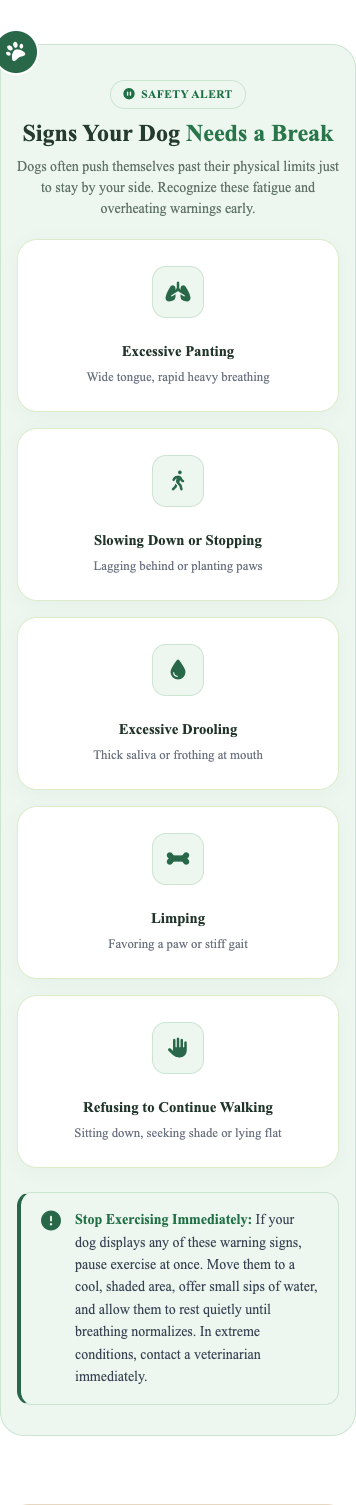 SAFETY ALERT
Signs Your Dog Needs a Break
Dogs often push themselves past their physical limits just
to stay by your side. Recognize these fatigue and
overheating warnings early.
Excessive Panting
Wide tongue, rapid heavy breathing
Slowing Down or Stopping
Lagging behind or planting paws
Excessive Drooling
Thick saliva or frothing at mouth
Limping
Favoring a paw or stiff gait
Refusing to Continue Walking
Sitting down, seeking shade or lying flat
Stop Exercising Immediately: If your
dog displays any of these warning signs,
pause exercise at once. Move them to a
cool, shaded area, offer small sips of water,
and allow them to rest quietly until
breathing normalizes. In extreme
conditions, contact a veterinarian
immediately.